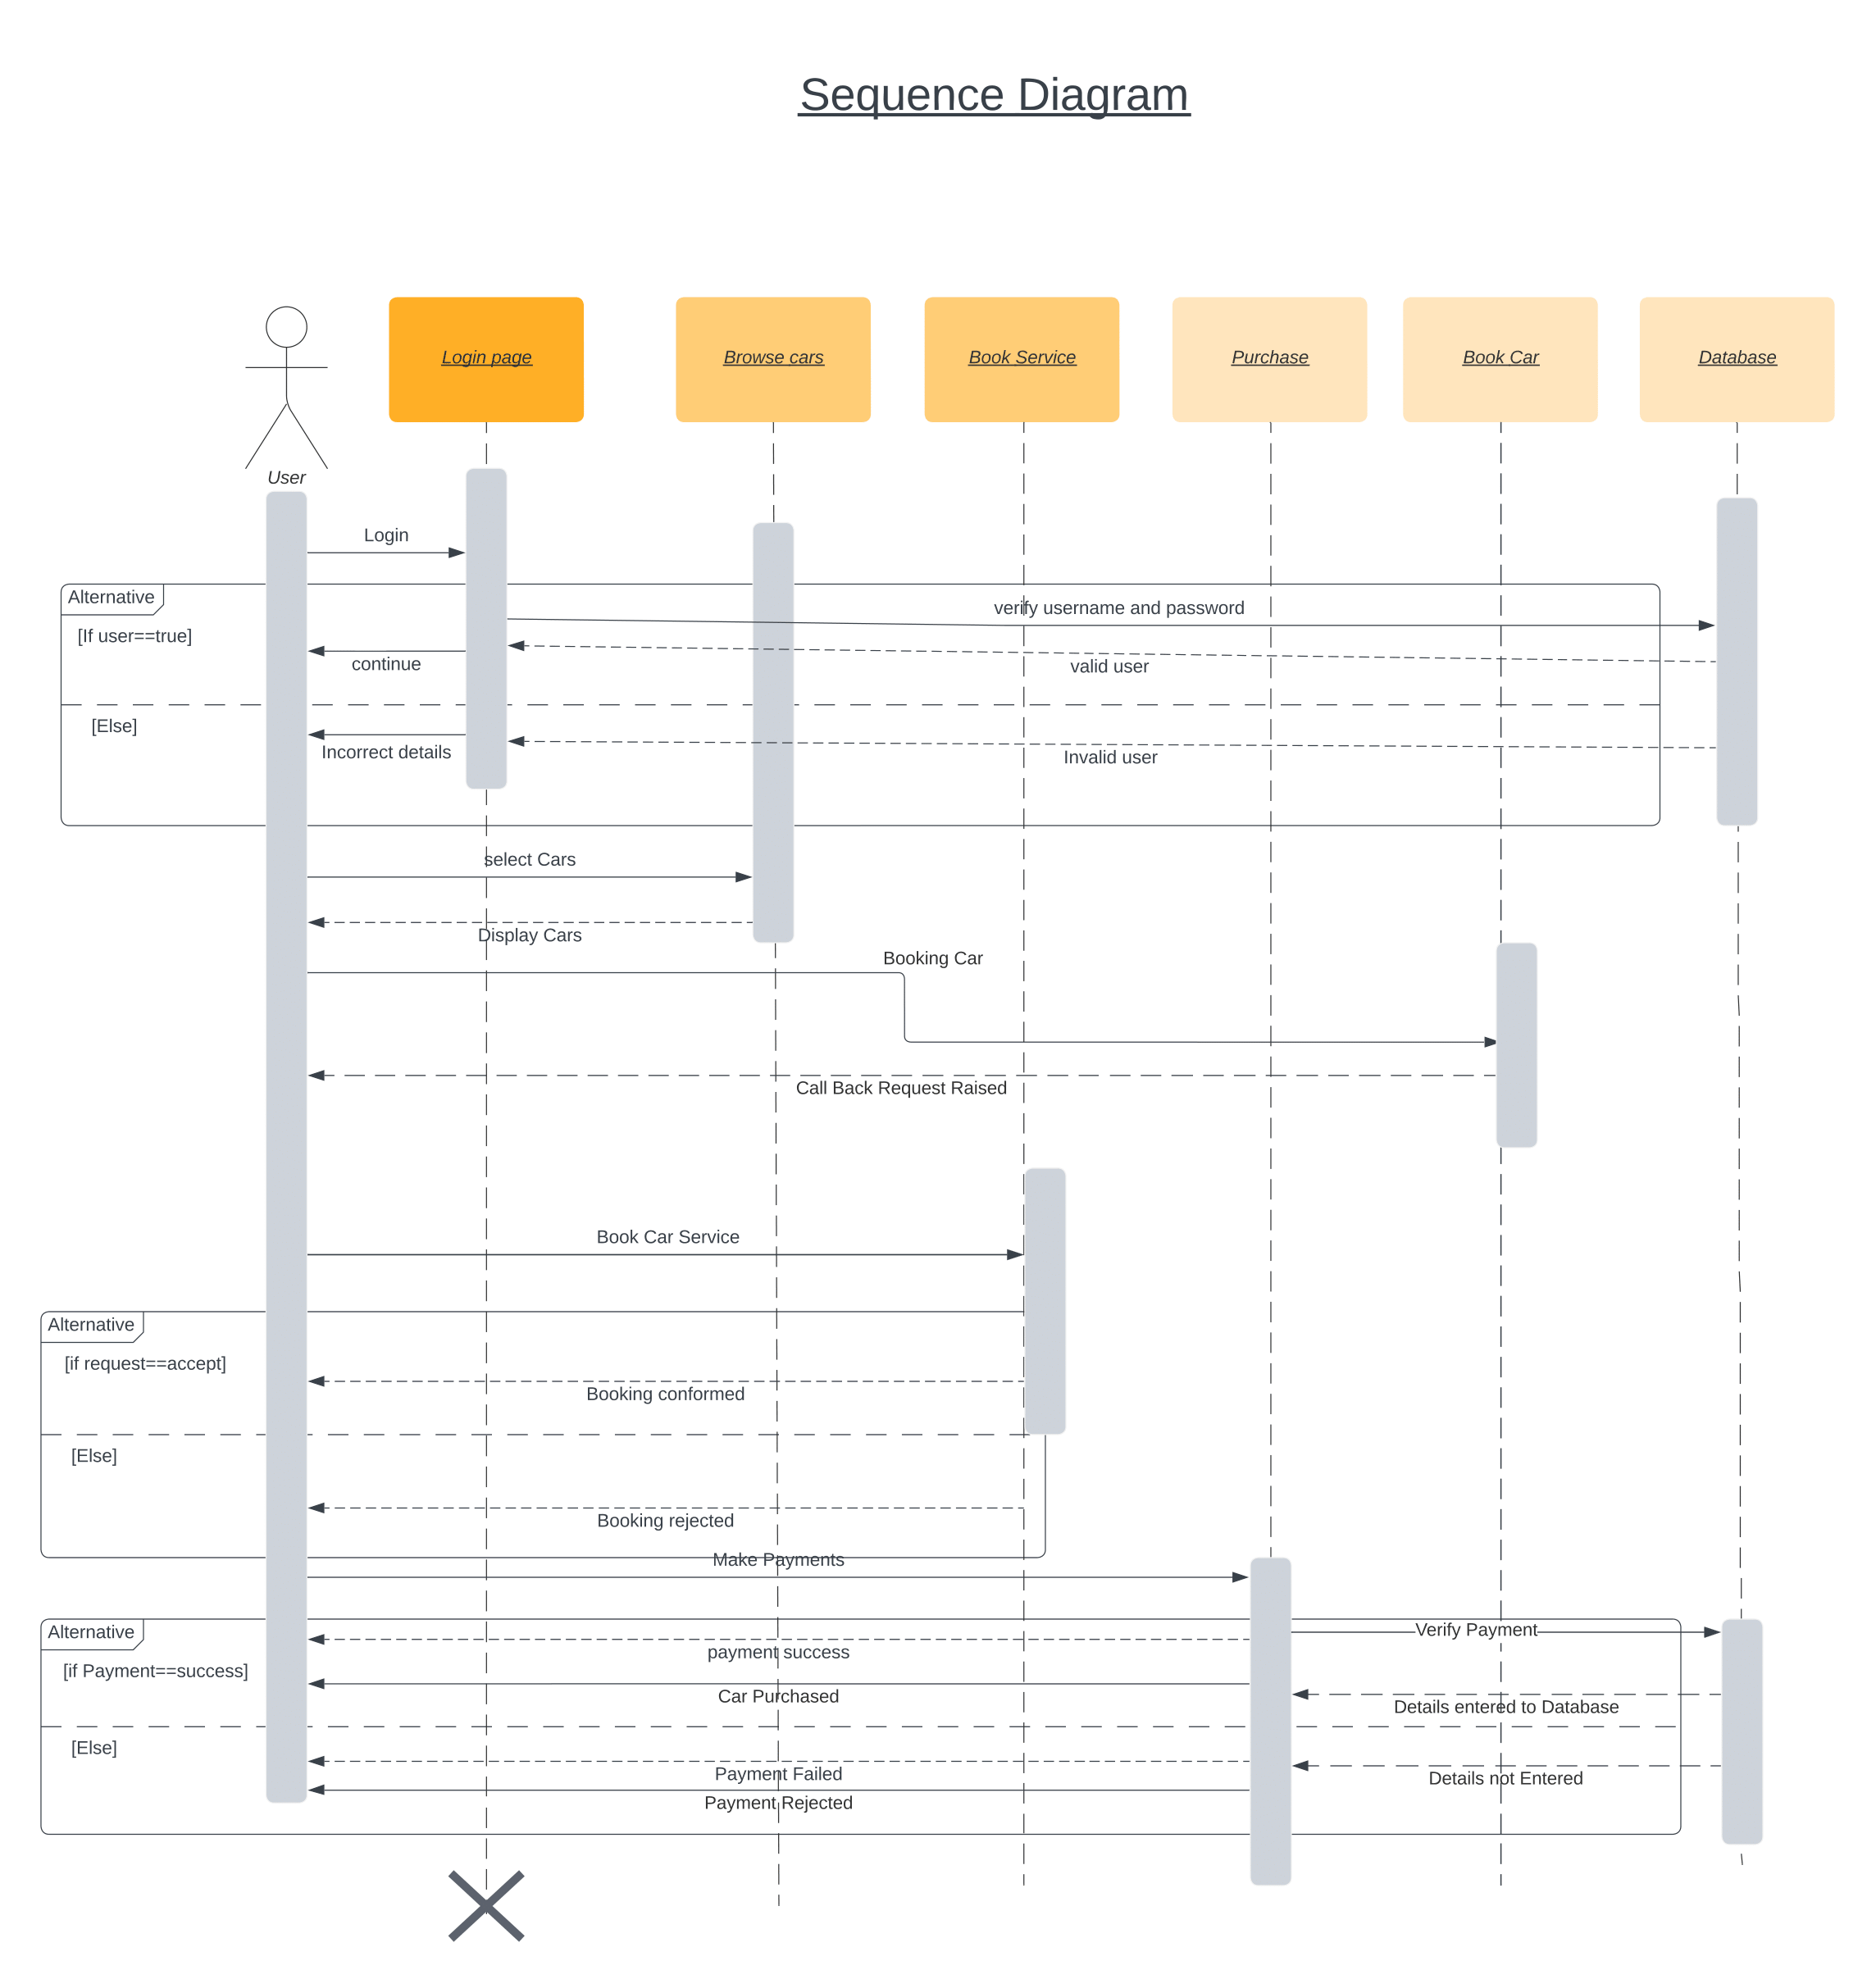 Sequence Diagram
Login page
Browse cars
Book Service
Purchase
Book Car
Database
User
Login
Alternative
verify username and password
[If user==true]
continue
valid user
[Else]
Incorrect details
Invalid user
select Cars
Display Cars
Booking Car
Call Back Request Raised
Book Car Service
Alternative
[if request==accept]
Booking conformed
[Else]
Booking rejected
Make Payments
Alternative
Verify Payment
payment success
[if Payment==success]
Car Purchased
Details entered to Database
[Else]
Payment Failed
Details not Entered
Payment Rejected